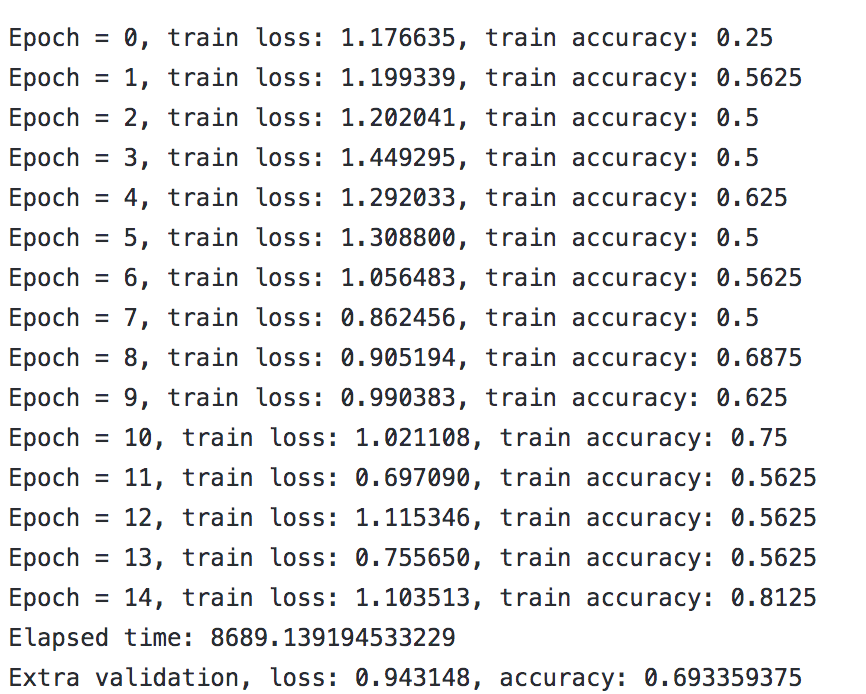 Epoch = 0, train loss: 1.176635, train accuracy: 0.25
Epoch = 1, train loss: 1.199339, train accuracy: 0.5625
Epoch = 2, train loss: 1.202041, train accuracy: 0.5
Epoch = 3, train loss: 1.449295, train accuracy: 0.5
Epoch = 4, train loss: 1.292033, train accuracy: 0.625
Epoch = 5, train loss: 1.308800, train accuracy: 0.5
Epoch = 6, train loss: 1.056483, train accuracy: 0.5625
Epoch = 7, train loss: 0.862456, train accuracy: 0.5
Epoch = 8, train loss: 0.905194, train accuracy: 0.6875
Epoch = 9, train loss: 0.990383, train accuracy: 0.625
Epoch = 10, train loss: 1.021108, train accuracy: 0.75
Epoch = 11, train loss: 0.697090, train accuracy: 0.5625
Epoch = 12, train loss: 1.115346, train accuracy: 0.5625
Epoch = 13, train loss: 0.755650, train accuracy: 0.5625
Epoch = 14, train loss: 1.103513, train accuracy: 0.8125
Elapsed time: 8689.139194533229
Extra validation, loss: 0.943148, accuracy: 0.693359375